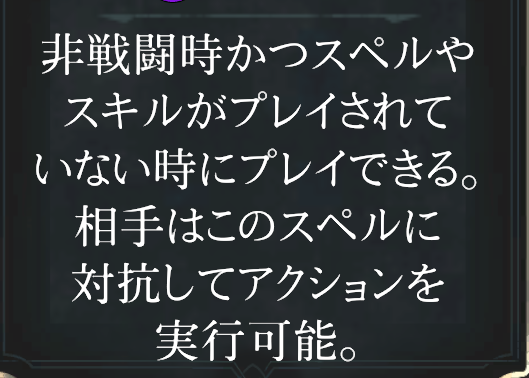 非戦闘時かつスペルや
スキルがプレイされて
いない時にプレイできる。
相手はこのスペルに
対抗してアクションを
実行可能。